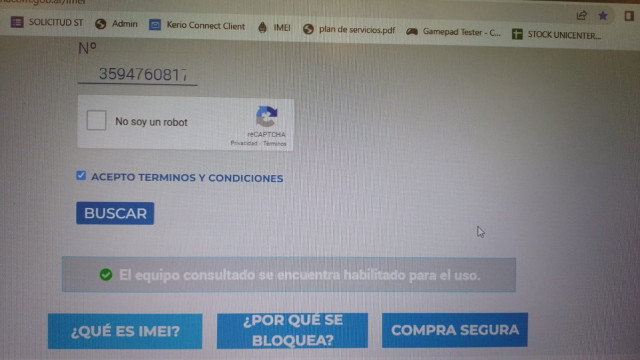 SOLICITUD ST Admin Kerio Connect Client IMEI plan de servicios.pdf Gamepad Tester - C... STOCK UNICENTER...
Nº
3594760817
No soy un robot
reCAPTCHA
Privacidad - Términos
ACEPTO TERMINOS Y CONDICIONES
BUSCAR
El equipo consultado se encuentra habilitado para el uso.
¿QUÉ ES IMEI?
¿POR QUÉ SE
BLOQUEA?
COMPRA SEGURA